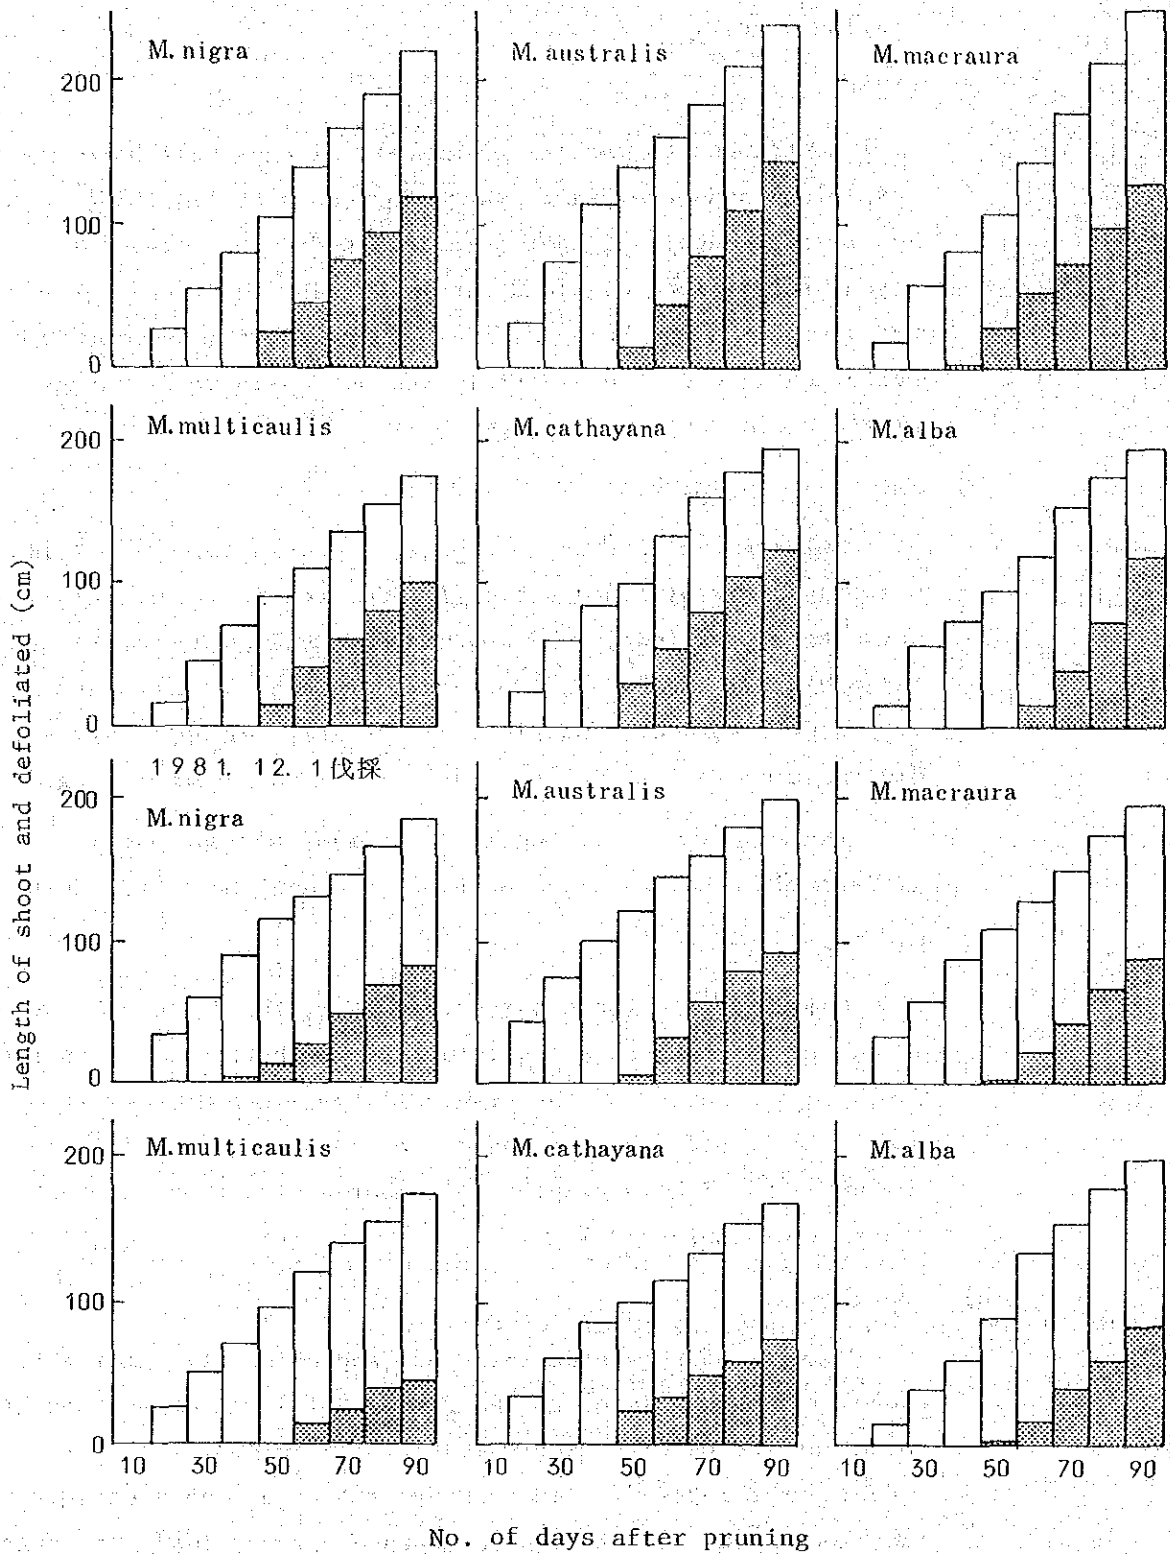 M. nigra
M. australis
M. macraura
200
100
0
M. multicaulis
M. cathayana
M. alba
200
100
0
Length of shoot and defoliated (cm)
1981. 12. 1伐採
M. nigra
M. australis
M. macraura
200
100
0
M. multicaulis
M. cathayana
M. alba
200
100
0
10 30 50 70 90 10 30 50 70 90 10 30 50 70 90
No. of days after pruning